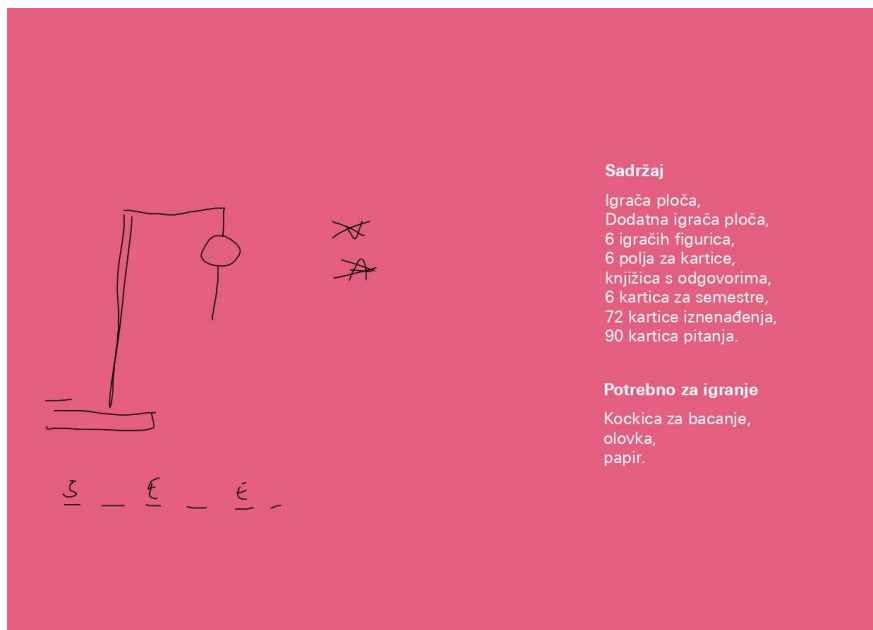 Sadržaj
Igrača ploča,
Dodatna igrača ploča,
6 igračih figurica,
6 polja za kartice,
knjižica s odgovorima,
6 kartica za semestre,
72 kartice iznenađenja,
90 kartica pitanja.
Potrebno za igranje
Kockica za bacanje,
olovka,
papir.
S _ E _ E _